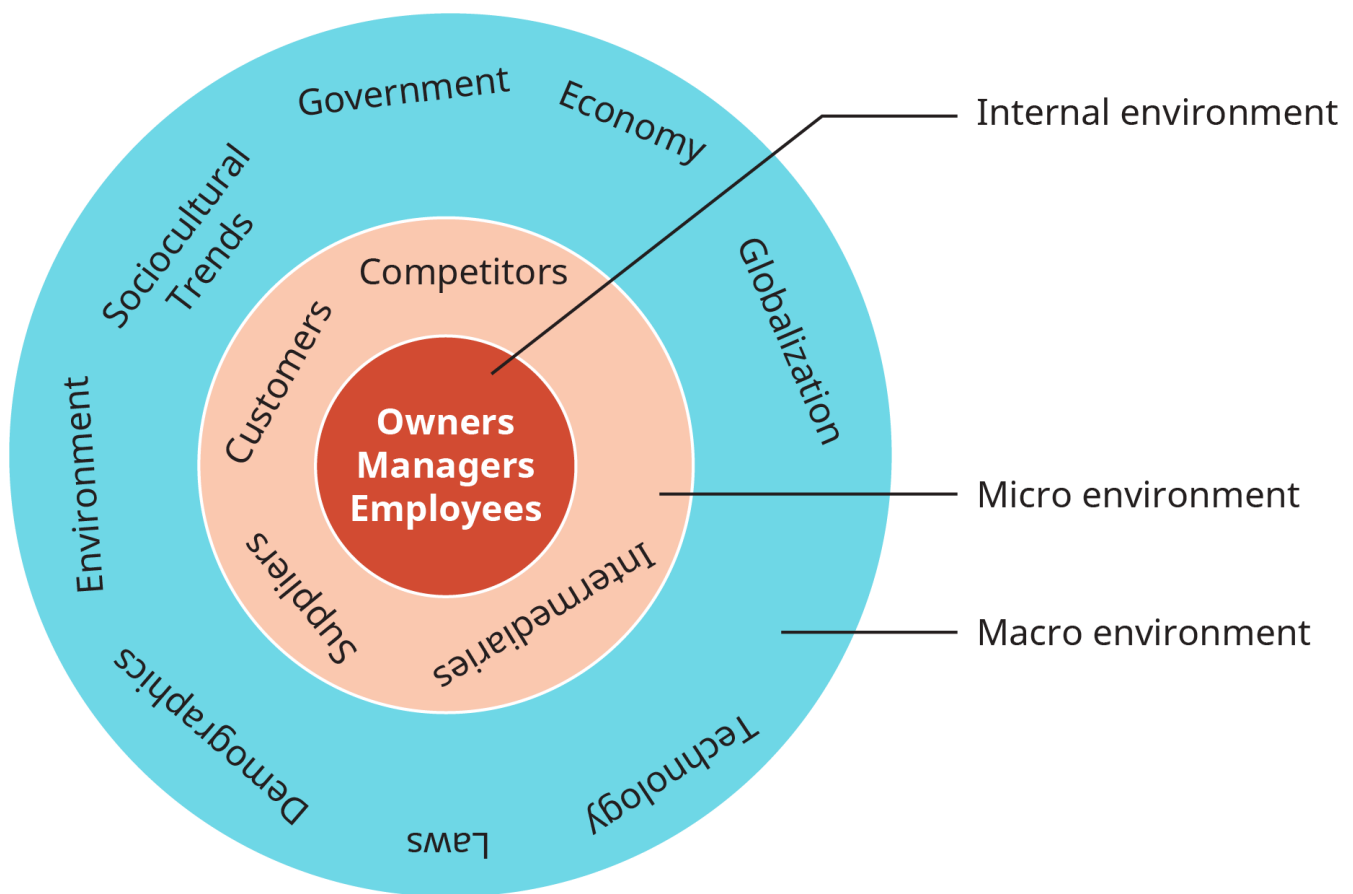 Government
Economy
Globalization
Technology
Laws
Demographics
Environment
Sociocultural
Trends
Competitors
Customers
Suppliers
Intermediaries
Owners
Managers
Employees
Internal environment
Micro environment
Macro environment